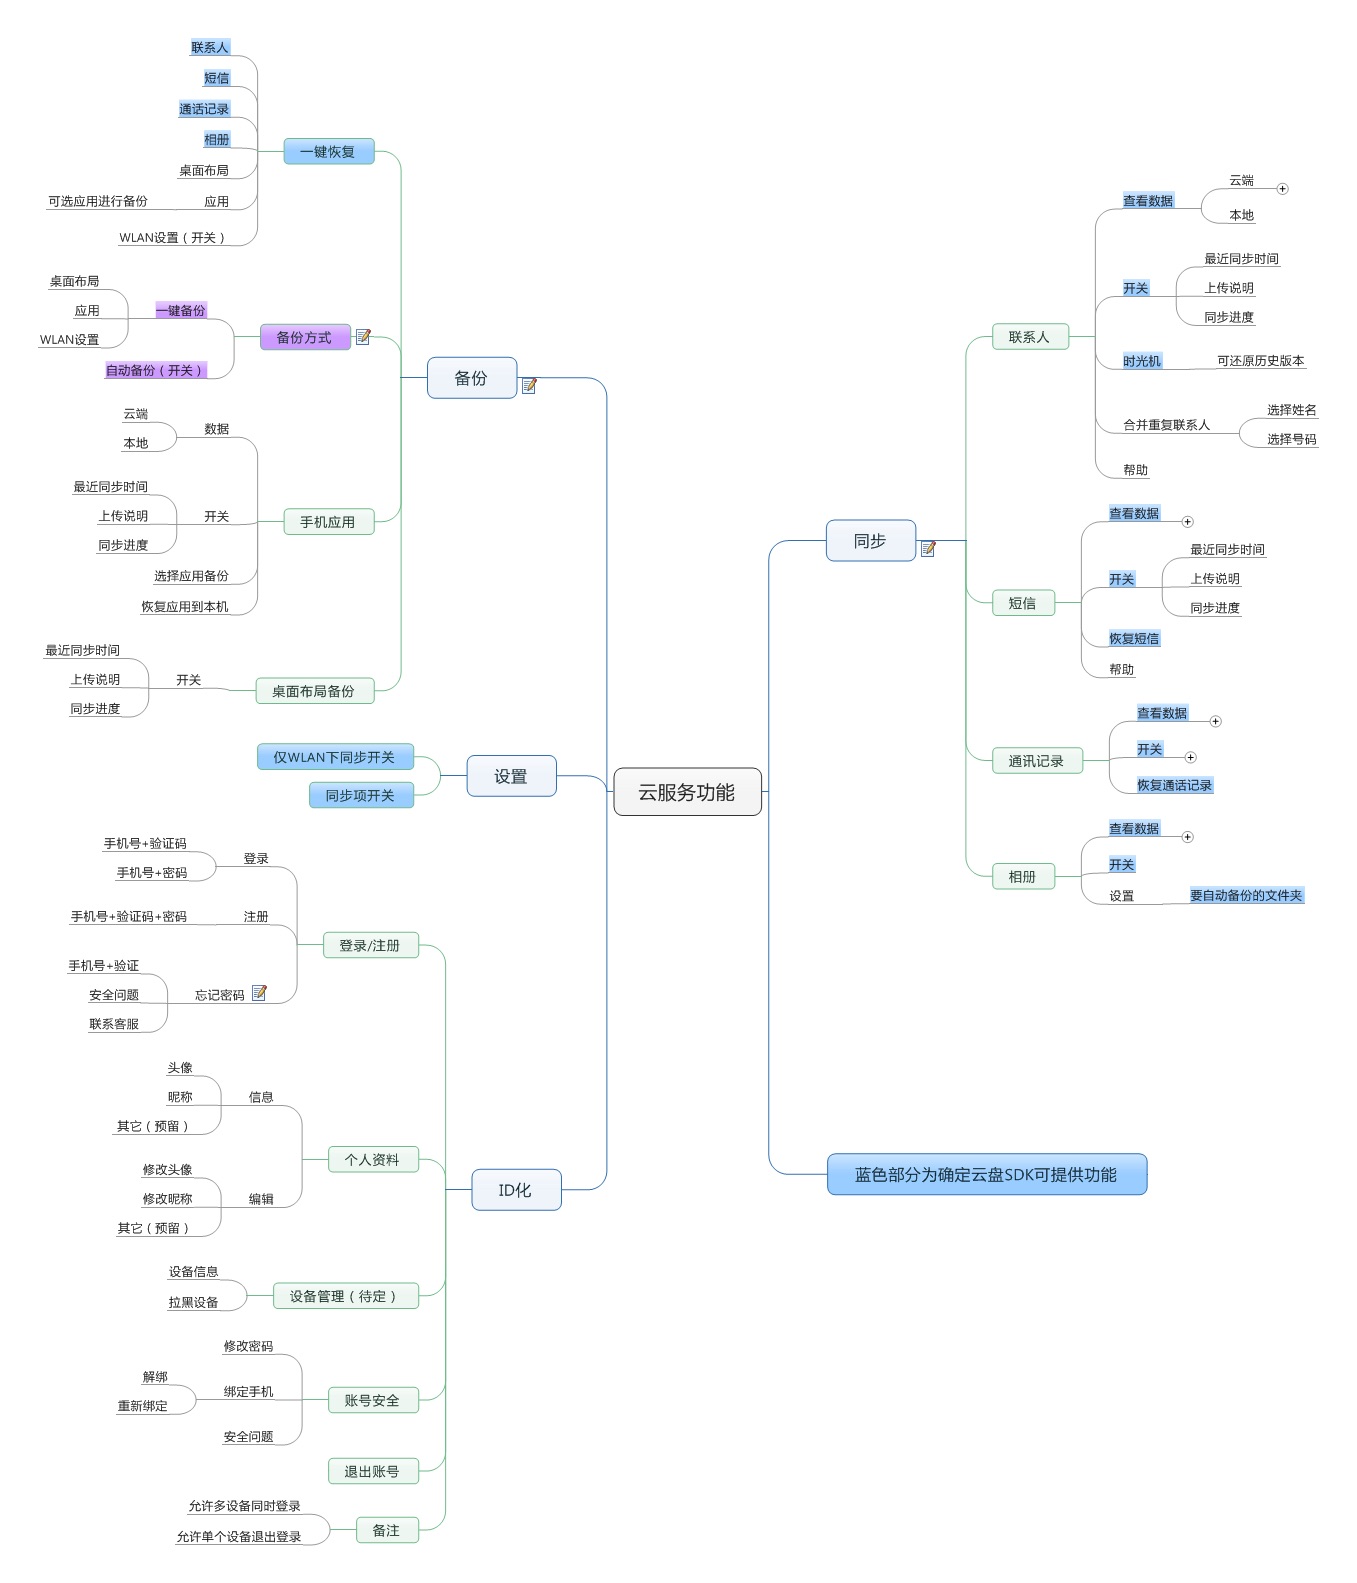 云服务功能
同步
联系人
查看数据
云端
本地
开关
最近同步时间
上传说明
同步进度
时光机
可还原历史版本
合并重复联系人
选择姓名
选择号码
帮助
短信
查看数据
开关
最近同步时间
上传说明
同步进度
恢复短信
帮助
通讯记录
查看数据
开关
恢复通话记录
相册
查看数据
开关
设置
要自动备份的文件夹
蓝色部分为确定云盘SDK可提供功能
备份
一键恢复
联系人
短信
通话记录
相册
桌面布局
应用
可选应用进行备份
WLAN设置（开关）
备份方式
一键备份
桌面布局
应用
WLAN设置
自动备份（开关）
手机应用
数据
云端
本地
开关
最近同步时间
上传说明
同步进度
选择应用备份
恢复应用到本机
桌面布局备份
开关
最近同步时间
上传说明
同步进度
设置
仅WLAN下同步开关
同步项开关
ID化
登录/注册
登录
手机号+验证码
手机号+密码
注册
手机号+验证码+密码
忘记密码
手机号+验证
安全问题
联系客服
个人资料
信息
头像
昵称
其它（预留）
编辑
修改头像
修改昵称
其它（预留）
设备管理（待定）
设备信息
拉黑设备
账号安全
修改密码
绑定手机
解绑
重新绑定
安全问题
退出账号
备注
允许多设备同时登录
允许单个设备退出登录